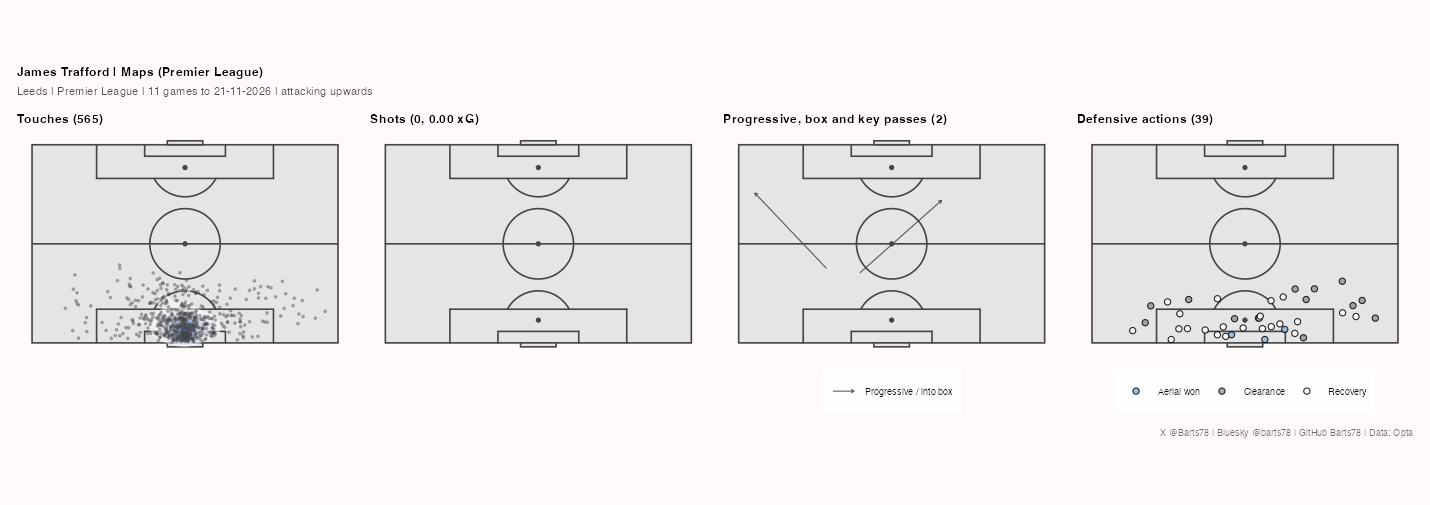 James Trafford | Maps (Premier League)
Leeds | Premier League | 11 games to 21-11-2026 | attacking upwards
Touches (565)
Shots (0, 0.00 xG)
Progressive, box and key passes (2)
Defensive actions (39)
Progressive / into box
Aerial won
Clearance
Recovery
X @Barts78 | Bluesky @barts78 | GitHub Barts78 | Data: Opta